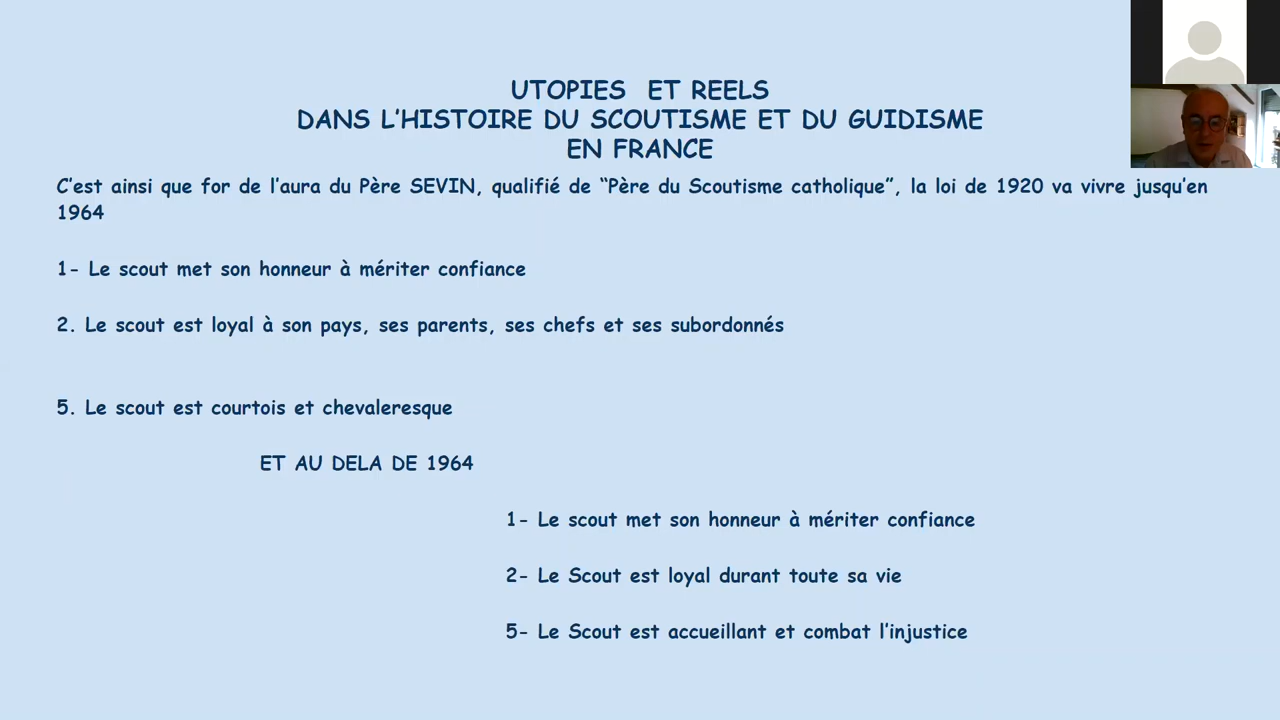 UTOPIES ET REELS
DANS L'HISTOIRE DU SCOUTISME ET DU GUIDISME
EN FRANCE
C'est ainsi que for de l'aura du Père SEVIN, qualifié de “Père du Scoutisme catholique”, la loi de 1920 va vivre jusqu'en
1964
1- Le scout met son honneur à mériter confiance
2. Le scout est loyal à son pays, ses parents, ses chefs et ses subordonnés
5. Le scout est courtois et chevaleresque
ET AU DELA DE 1964
1- Le scout met son honneur à mériter confiance
2- Le Scout est loyal durant toute sa vie
5- Le Scout est accueillant et combat l'injustice